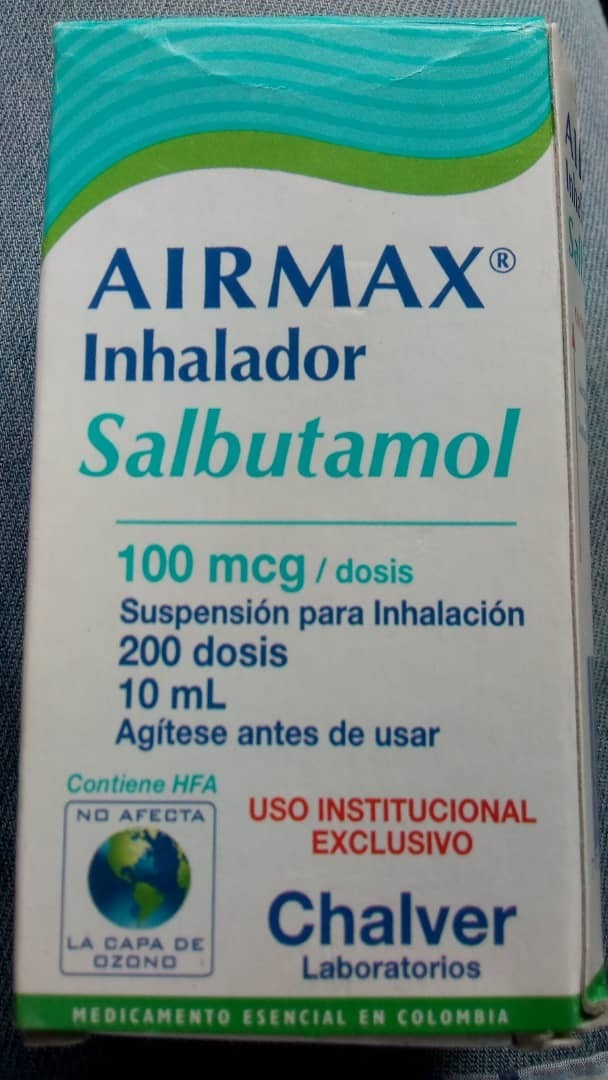 AIRMAX®
Inhalador
Salbutamol
100 mcg / dosis
Suspensión para Inhalación
200 dosis
10 mL
Agítese antes de usar
Contiene HFA
NO AFECTA
LA CAPA DE
OZONO
USO INSTITUCIONAL
EXCLUSIVO
Chalver
Laboratorios
MEDICAMENTO ESENCIAL EN COLOMBIA